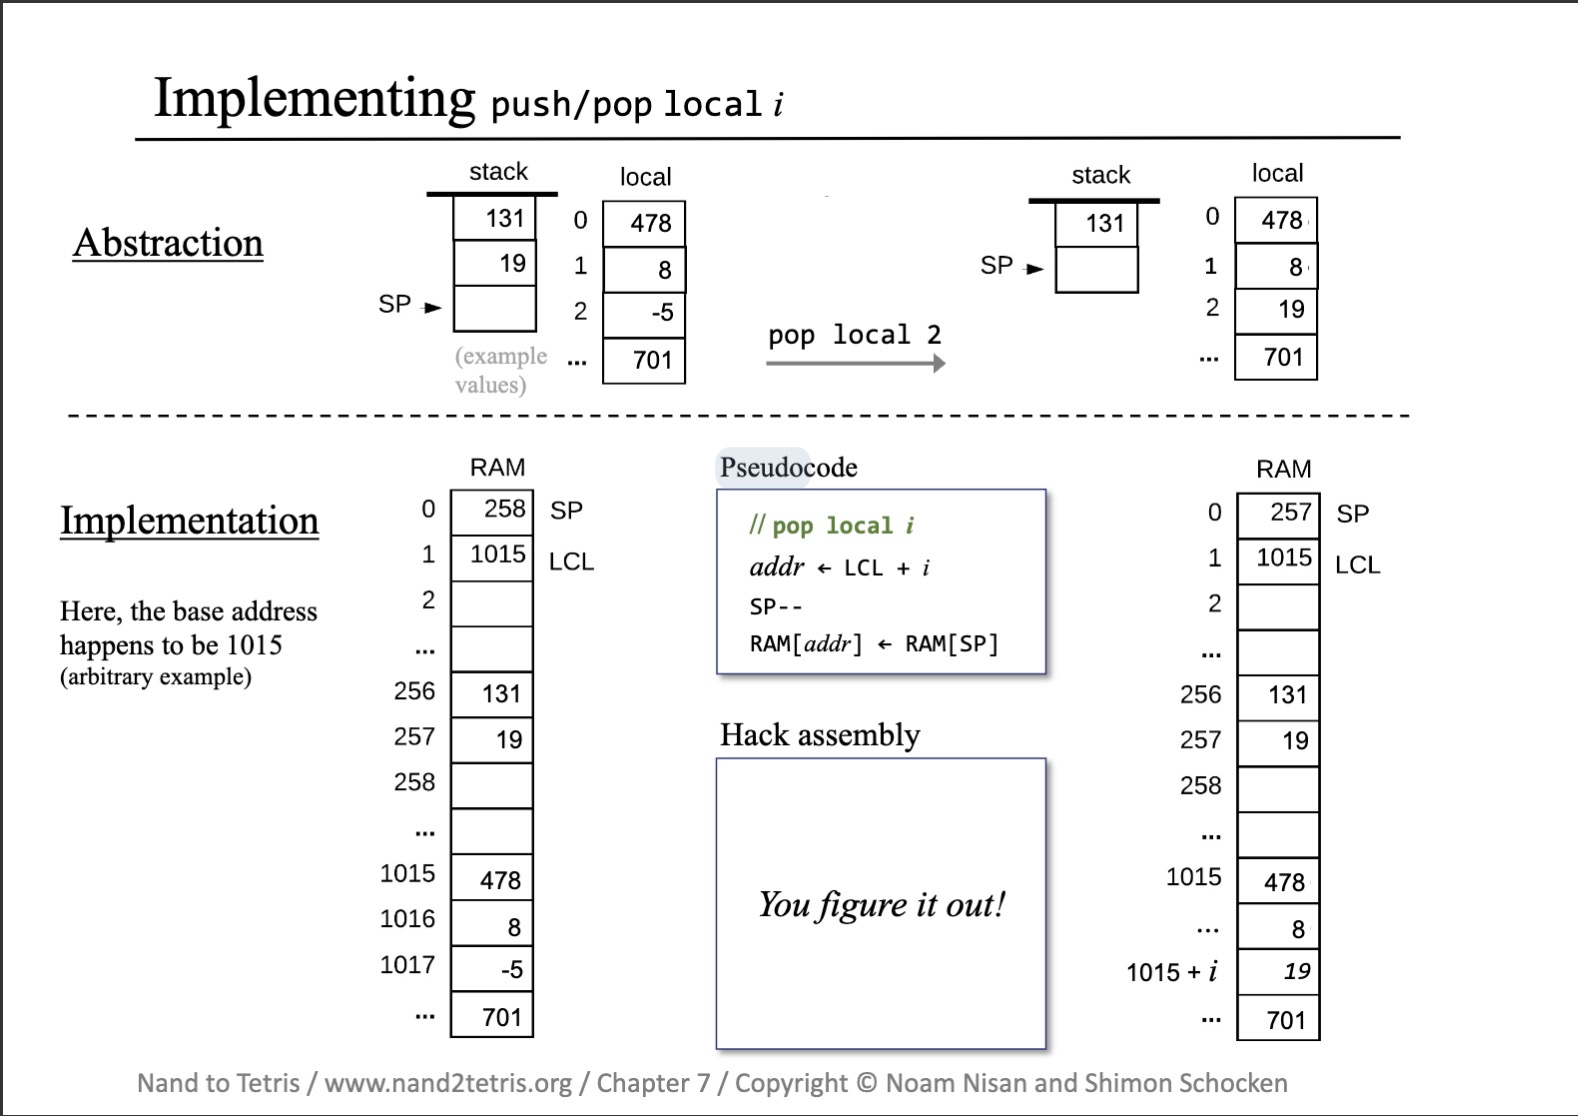 Implementing push/pop local i
Abstraction
stack
local
131
0
478
19
1
8
SP
2
-5
(example
values)
...
701
pop local 2
stack
local
131
0
478
SP
1
8
2
19
...
701
Implementation
Here, the base address
happens to be 1015
(arbitrary example)
RAM
0
258
SP
1
1015
LCL
2
...
256
131
257
19
258
...
1015
478
1016
8
1017
-5
...
701
Pseudocode
// pop local i
addr ← LCL + i
SP--
RAM[addr] ← RAM[SP]
Hack assembly
You figure it out!
RAM
0
257
SP
1
1015
LCL
2
...
256
131
257
19
258
...
1015
478
...
8
1015 + i
19
...
701
Nand to Tetris / www.nand2tetris.org / Chapter 7 / Copyright © Noam Nisan and Shimon Schocken